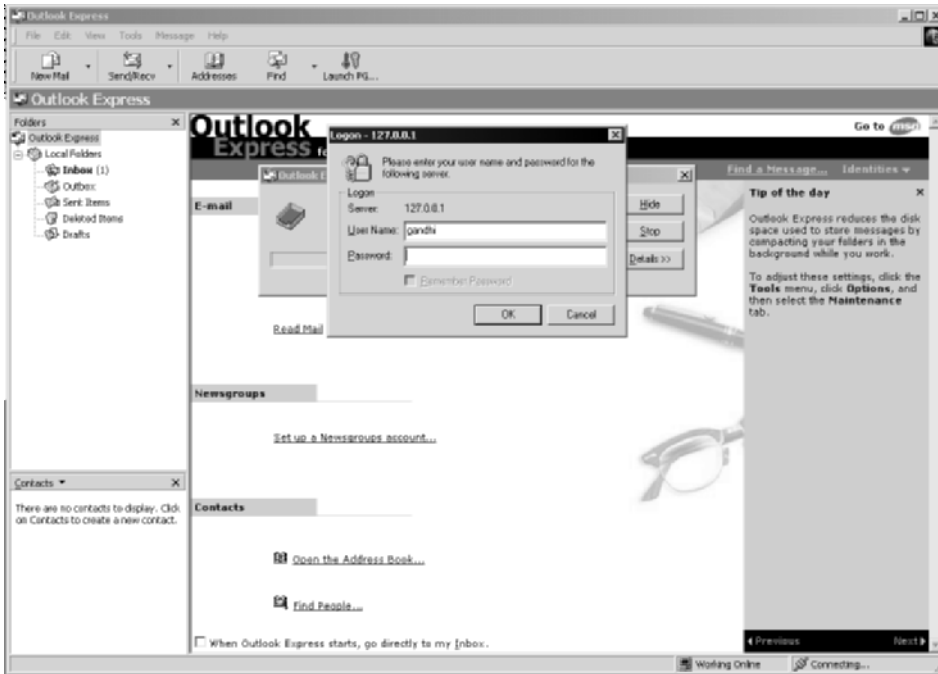 Outlook Express
File Edit View Tools Message Help
New Mail Send/Recv Addresses Find Launch PG...
Outlook Express
Folders
Outlook Express
Local Folders
Inbox (1)
Outbox
Sent Items
Deleted Items
Drafts
Contacts
There are no contacts to display. Click
on Contacts to create a new contact.
Outlook
Express
Go to msn
Find a Message... Identities
E-mail
Outlook E
Hide
Stop
Details >>
Logon - 127.0.0.1
Please enter your user name and password for the
following server.
Logon
Server: 127.0.0.1
User Name: gandhi
Password:
Remember Password
OK Cancel
Read Mail
Newsgroups
Set up a Newsgroups account...
Contacts
Open the Address Book...
Find People...
When Outlook Express starts, go directly to my Inbox.
Tip of the day
Outlook Express reduces the disk
space used to store messages by
compacting your folders in the
background while you work.
To adjust these settings, click the
Tools menu, click Options, and
then select the Maintenance
tab.
Previous Next
Working Online Connecting...